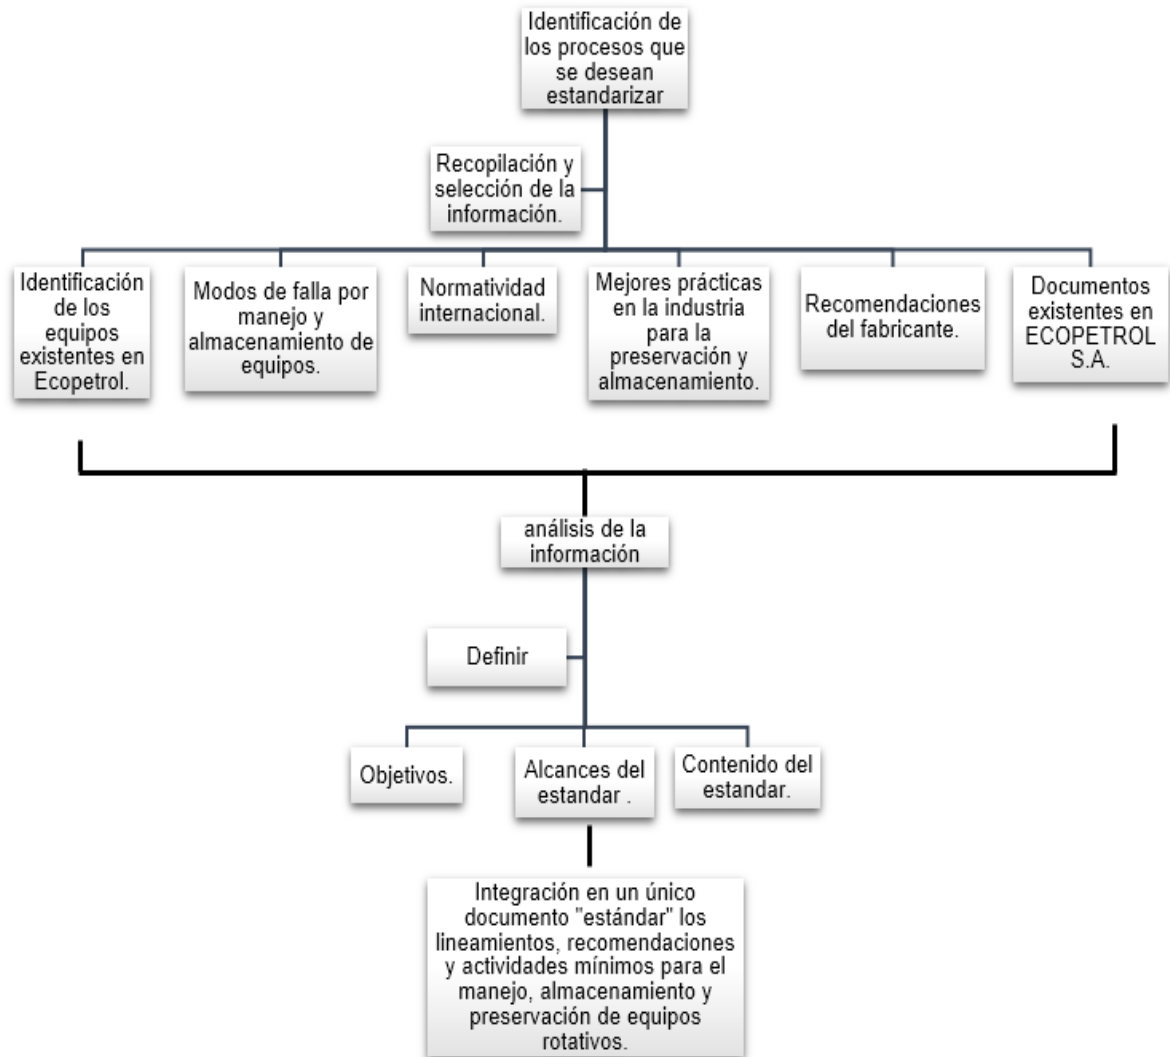 Identificación de
los procesos que
se desean
estandarizar
Recopilación y
selección de la
información.
Identificación
de los
equipos
existentes en
Ecopetrol.
Modos de falla por
manejo y
almacenamiento de
equipos.
Normatividad
internacional.
Mejores prácticas
en la industria
para la
preservación y
almacenamiento.
Recomendaciones
del fabricante.
Documentos
existentes en
ECOPETROL
S.A.
análisis de la
información
Definir
Objetivos.
Alcances del
estandar .
Contenido del
estandar.
Integración en un único
documento "estándar" los
lineamientos, recomendaciones
y actividades mínimos para el
manejo, almacenamiento y
preservación de equipos
rotativos.